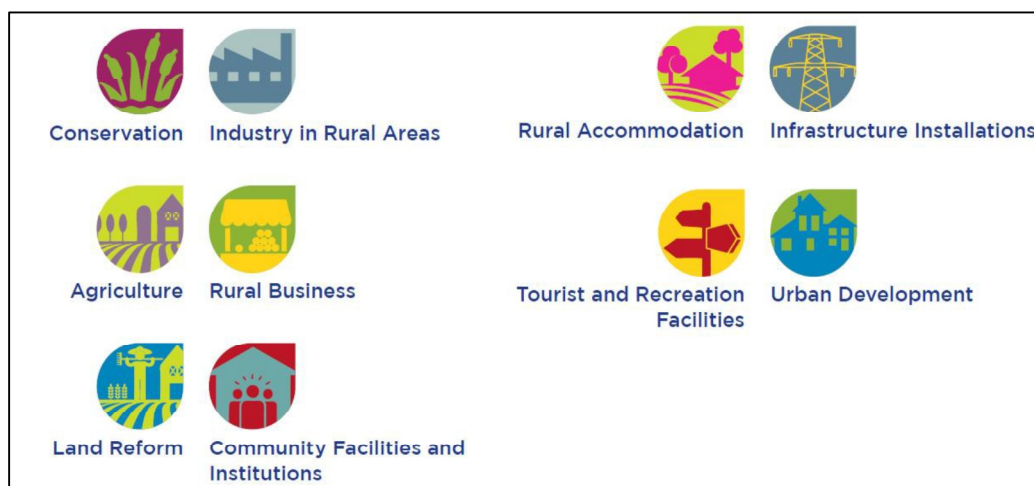 Conservation
Industry in Rural Areas
Rural Accommodation
Infrastructure Installations
Agriculture
Rural Business
Tourist and Recreation
Facilities
Urban Development
Land Reform
Community Facilities and
Institutions